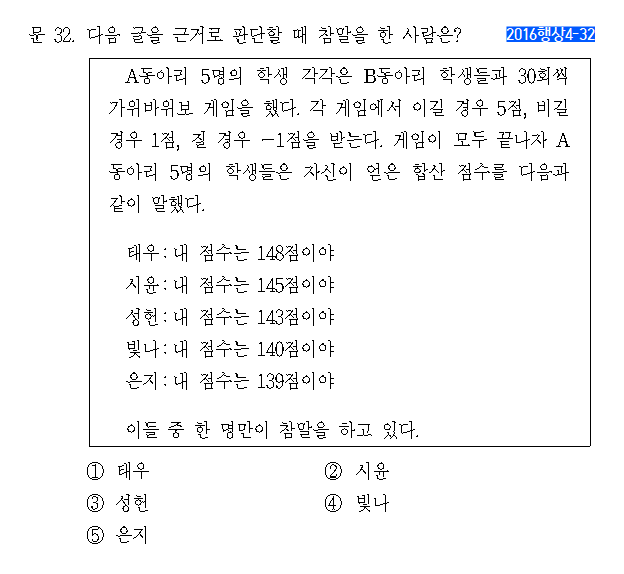 문 32. 다음 글을 근거로 판단할 때 참말을 한 사람은? 2016행상4-32
A동아리 5명의 학생 각각은 B동아리 학생들과 30회씩
가위바위보 게임을 했다. 각 게임에서 이길 경우 5점, 비길
경우 1점, 질 경우 -1점을 받는다. 게임이 모두 끝나자 A
동아리 5명의 학생들은 자신이 얻은 합산 점수를 다음과
같이 말했다.
태우: 내 점수는 148점이야
시윤: 내 점수는 145점이야
성헌: 내 점수는 143점이야
빛나: 내 점수는 140점이야
은지: 내 점수는 139점이야
이들 중 한 명만이 참말을 하고 있다.
① 태우 ② 시윤
③ 성헌 ④ 빛나
⑤ 은지